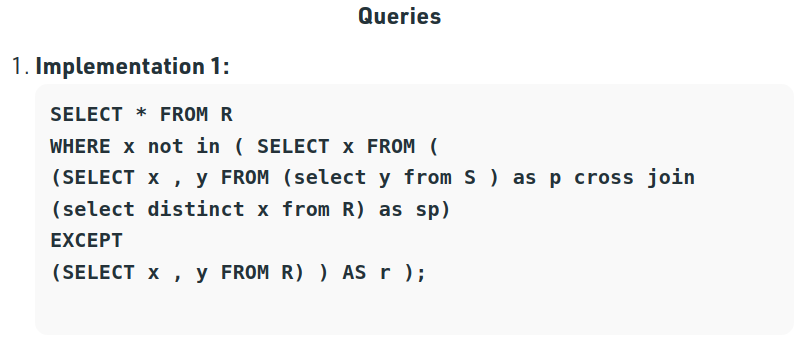 Queries
1. Implementation 1:
SELECT * FROM R
WHERE x not in ( SELECT x FROM (
(SELECT x , y FROM (select y from S ) as p cross join
(select distinct x from R) as sp)
EXCEPT
(SELECT x , y FROM R) ) AS r );